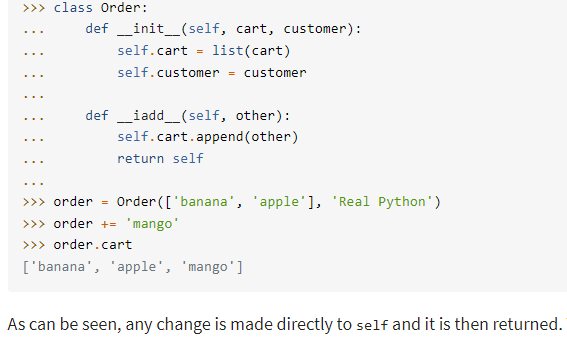 >>> class Order:
...     def __init__(self, cart, customer):
...         self.cart = list(cart)
...         self.customer = customer
...
...     def __iadd__(self, other):
...         self.cart.append(other)
...         return self
...
>>> order = Order(['banana', 'apple'], 'Real Python')
>>> order += 'mango'
>>> order.cart
['banana', 'apple', 'mango']
As can be seen, any change is made directly to self and it is then returned.